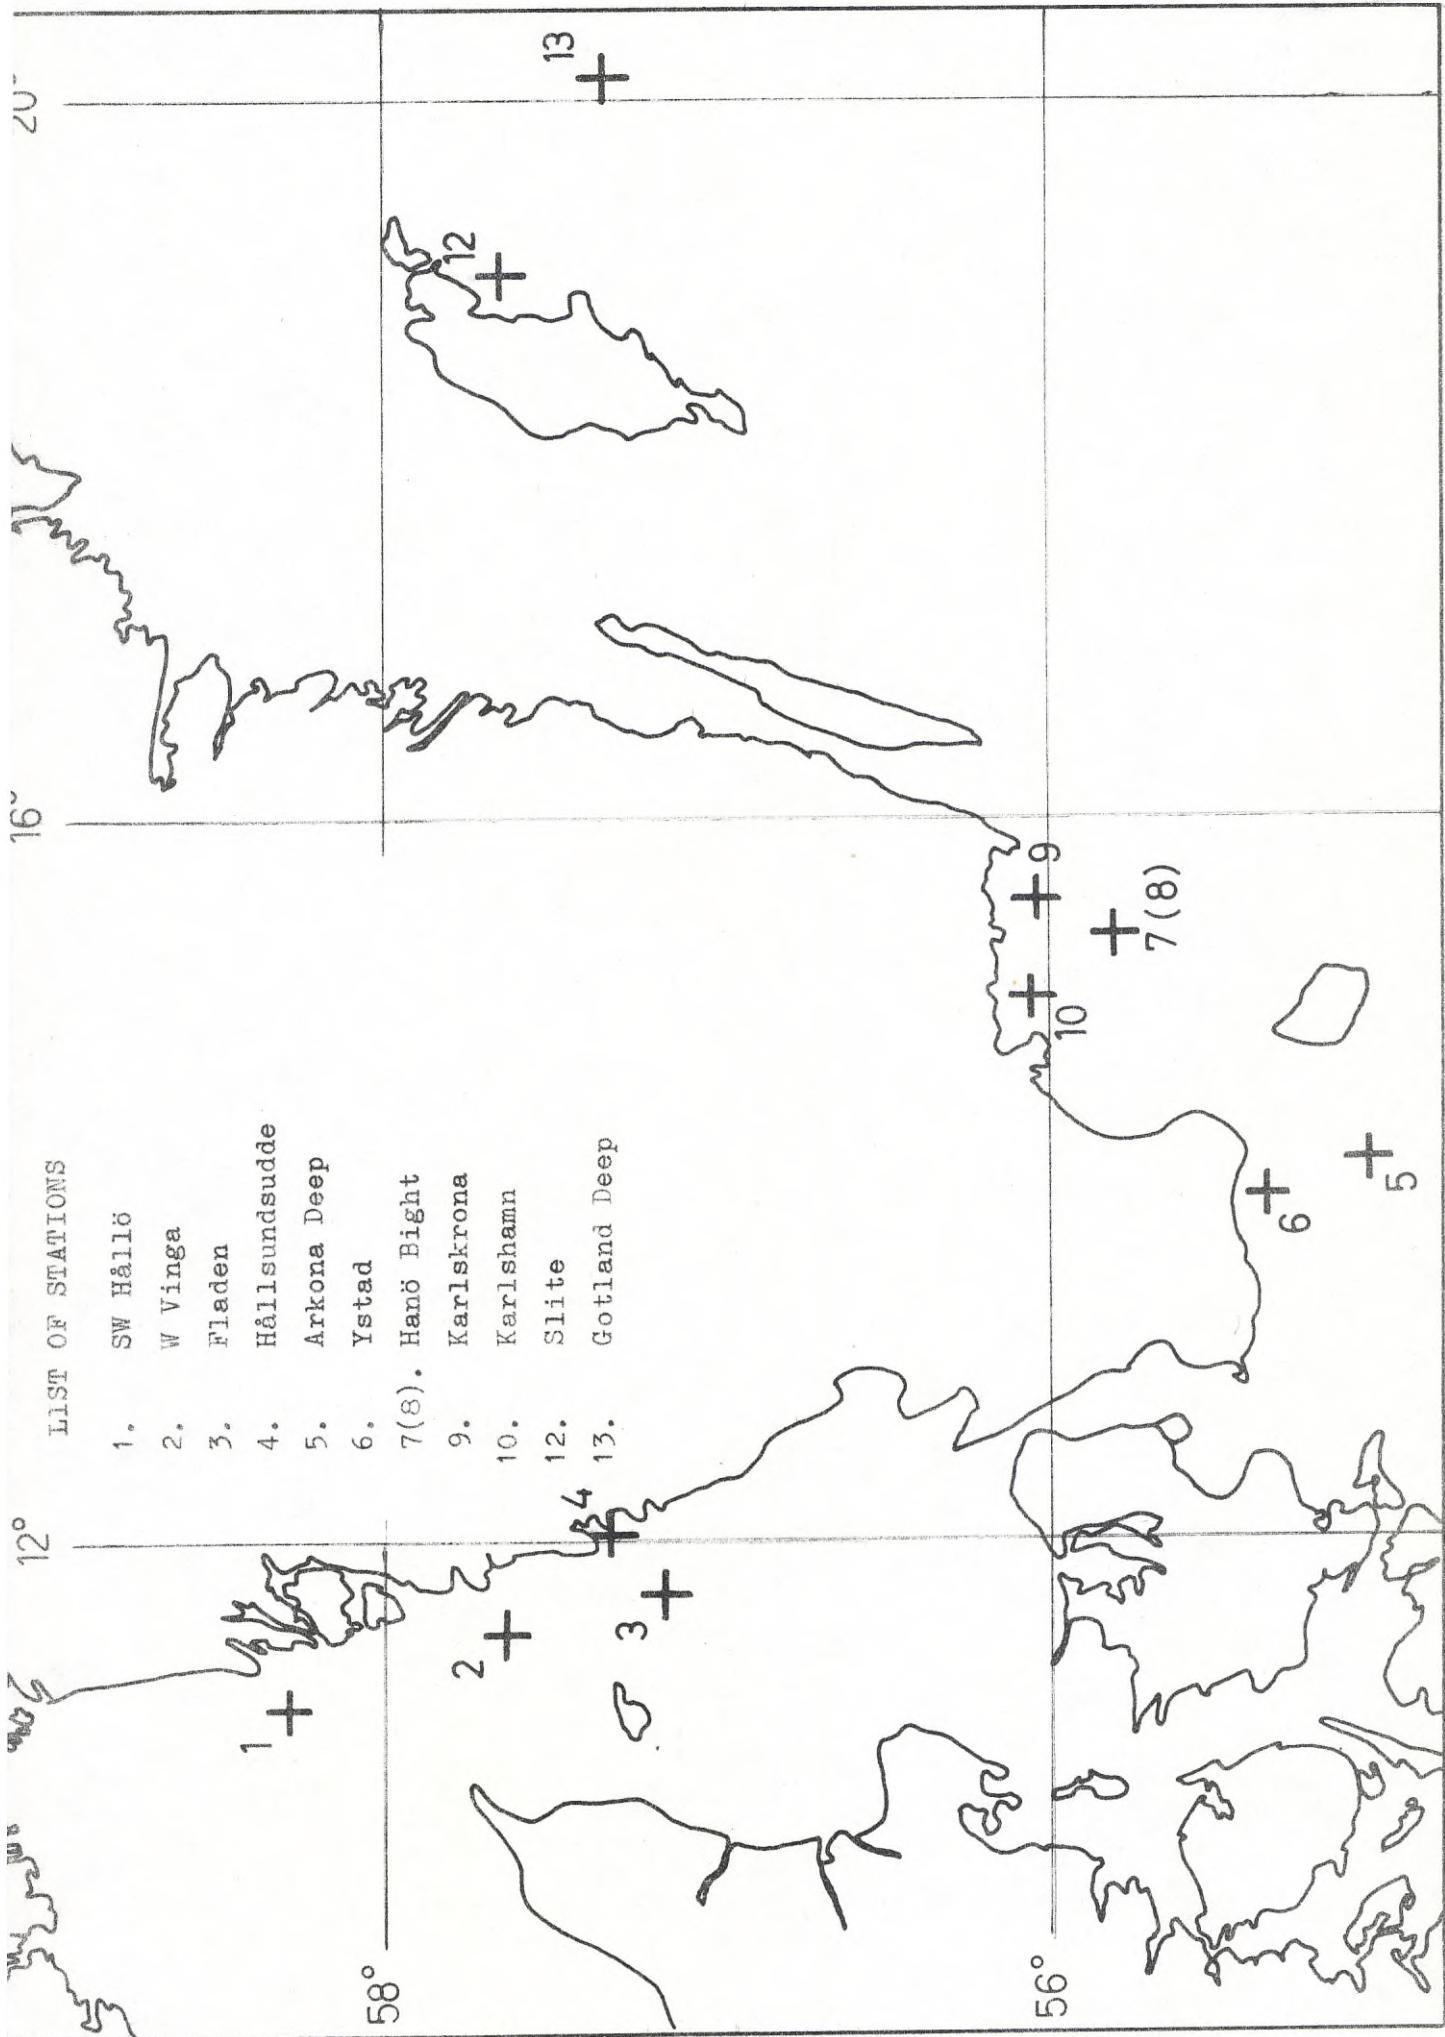 LIST OF STATIONS
1. SW Hållö
2. W Vinga
3. Fladen
4. Hållsundsudde
5. Arkona Deep
6. Ystad
7(8). Hanö Bight
9. Karlskrona
10. Karlshamn
12. Slite
13. Gotland Deep
12°
16°
20°
58°
56°
1
2
3
4
5
6
7(8)
9
10
12
13